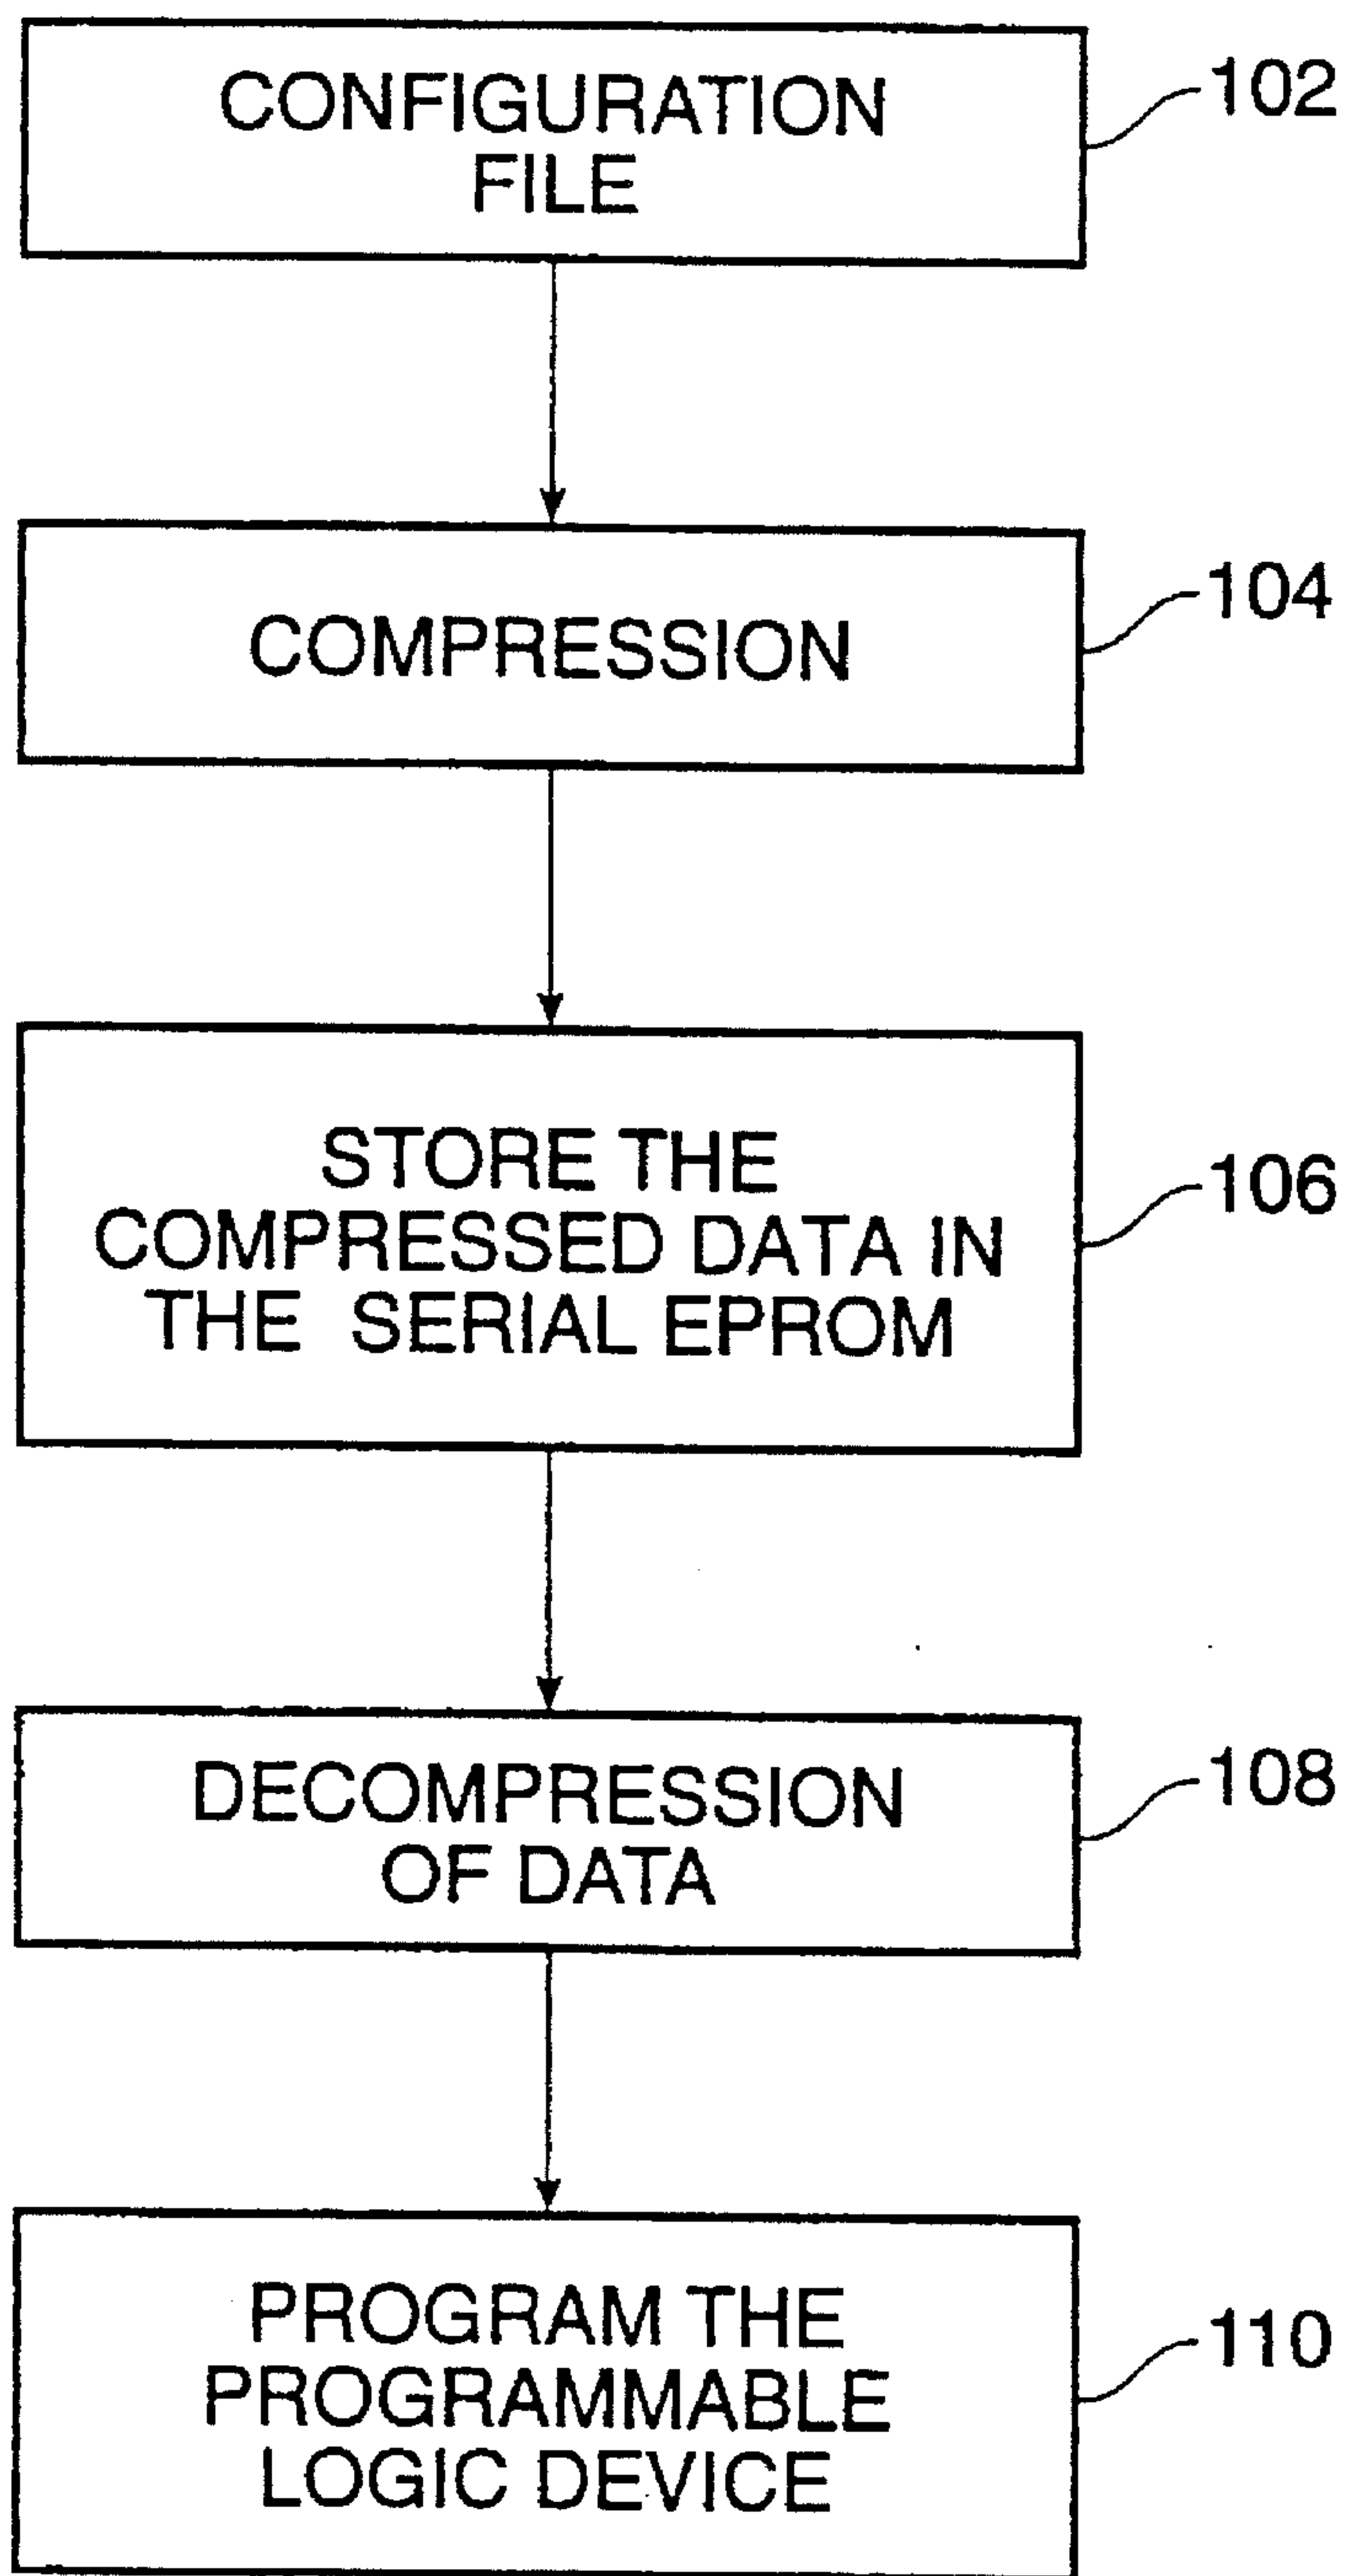 CONFIGURATION
FILE
102
COMPRESSION
104
STORE THE
COMPRESSED DATA IN
THE SERIAL EPROM
106
DECOMPRESSION
OF DATA
108
PROGRAM THE
PROGRAMMABLE
LOGIC DEVICE
110